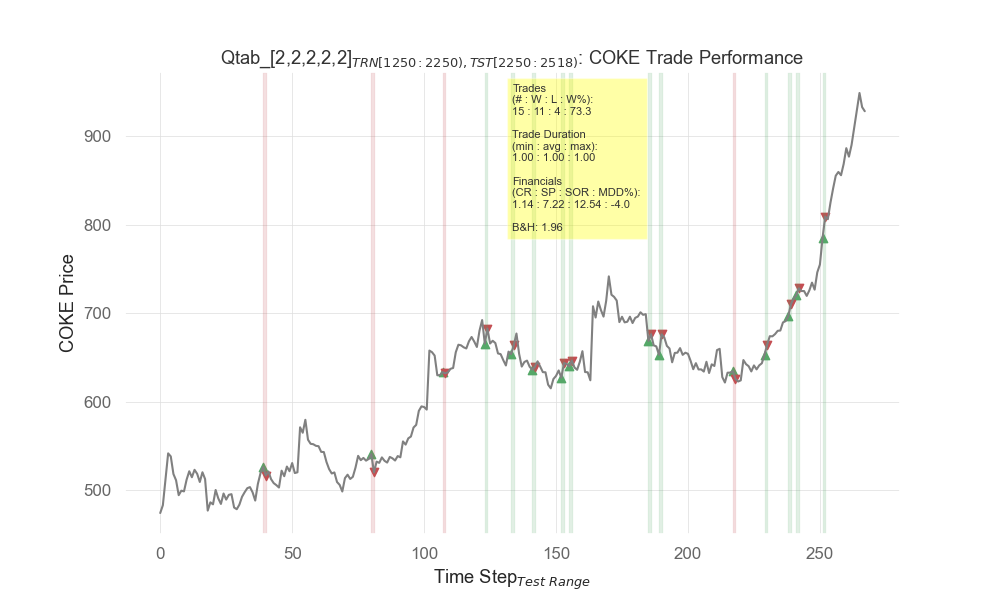 Qtab_[2,2,2,2,2]TRN[1250:2250),TST[2250:2518): COKE Trade Performance
Trades
(# : W : L : W%):
15 : 11 : 4 : 73.3
Trade Duration
(min : avg : max):
1.00 : 1.00 : 1.00
Financials
(CR : SP : SOR : MDD%):
1.14 : 7.22 : 12.54 : -4.0
B&H: 1.96
COKE Price
900
800
700
600
500
0 50 100 150 200 250
Time StepTest Range